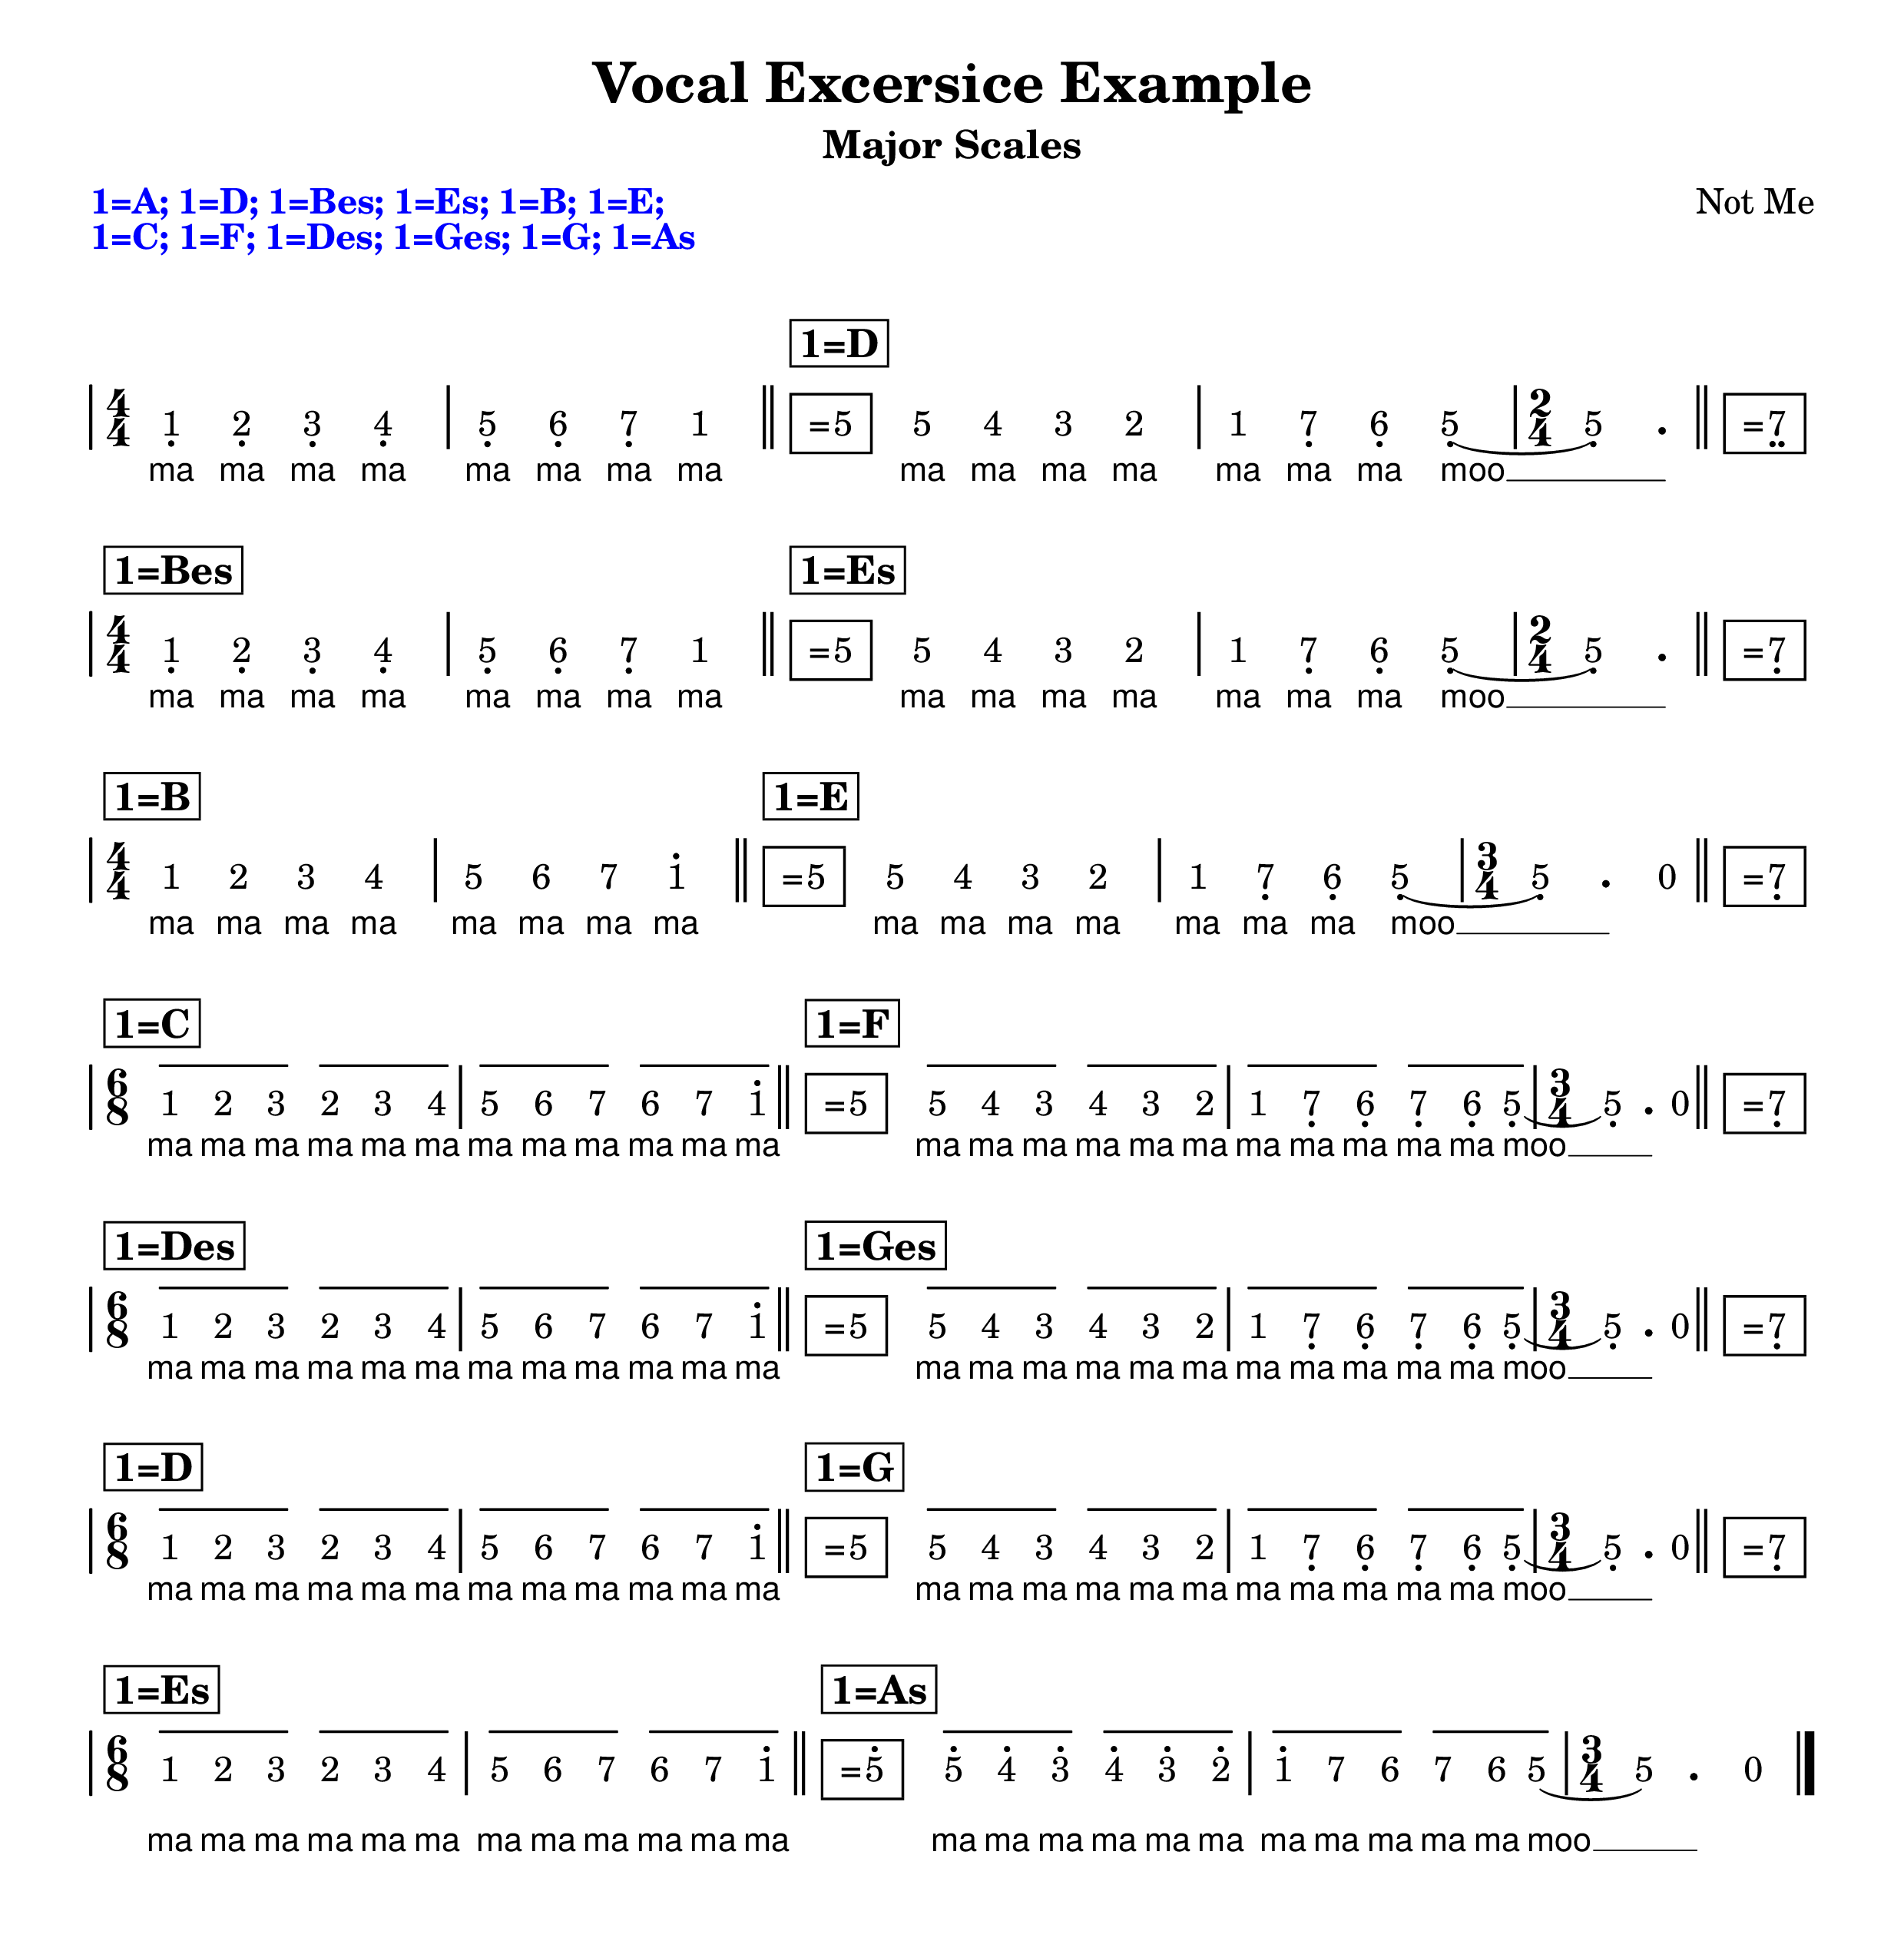 Vocal Excersice Example
Major Scales
1=A; 1=D; 1=Bes; 1=Es; 1=B; 1=E;
Not Me
1=C; 1=F; 1=Des; 1=Ges; 1=G; 1=As
1=D
4/4 1̣ 2̣ 3̣ 4̣ | 5̣ 6̣ 7̣ 1 || =5 5 4 3 2 | 1 7̣ 6̣ 5̣ | 2/4 5̣ . || =7̤
ma ma ma ma ma ma ma ma ma ma ma ma ma ma ma moo
1=Bes 1=Es
4/4 1̣ 2̣ 3̣ 4̣ | 5̣ 6̣ 7̣ 1 || =5 5 4 3 2 | 1 7̣ 6̣ 5̣ | 2/4 5̣ . || =7̣
ma ma ma ma ma ma ma ma ma ma ma ma ma ma ma moo
1=B 1=E
4/4 1 2 3 4 | 5 6 7 1̇ || =5 5 4 3 2 | 1 7̣ 6̣ 5̣ | 3/4 5̣ . 0 || =7̣
ma ma ma ma ma ma ma ma ma ma ma ma ma ma ma moo
1=C 1=F
6/8 1 2 3 2 3 4 | 5 6 7 6 7 1̇ || =5 5 4 3 4 3 2 | 1 7̣ 6̣ 7̣ 6̣ 5̣ | 3/4 5̣ . 0 || =7̣
ma ma ma ma ma ma ma ma ma ma ma ma ma ma ma ma ma ma ma ma ma ma ma moo
1=Des 1=Ges
6/8 1 2 3 2 3 4 | 5 6 7 6 7 1̇ || =5 5 4 3 4 3 2 | 1 7̣ 6̣ 7̣ 6̣ 5̣ | 3/4 5̣ . 0 || =7̣
ma ma ma ma ma ma ma ma ma ma ma ma ma ma ma ma ma ma ma ma ma ma ma moo
1=D 1=G
6/8 1 2 3 2 3 4 | 5 6 7 6 7 1̇ || =5 5 4 3 4 3 2 | 1 7̣ 6̣ 7̣ 6̣ 5̣ | 3/4 5̣ . 0 || =7̣
ma ma ma ma ma ma ma ma ma ma ma ma ma ma ma ma ma ma ma ma ma ma ma moo
1=Es 1=As
6/8 1 2 3 2 3 4 | 5 6 7 6 7 1̇ || =5̇ 5̇ 4̇ 3̇ 4̇ 3̇ 2̇ | 1̇ 7 6 7 6 5 | 3/4 5 . 0
ma ma ma ma ma ma ma ma ma ma ma ma ma ma ma ma ma ma ma ma ma ma ma moo